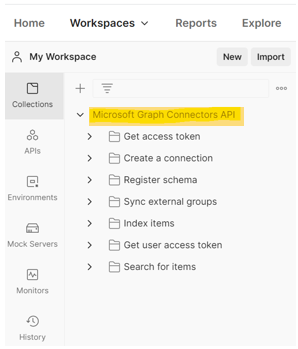 Home Workspaces Reports Explore
My Workspace New Import
Collections
APIs
Environments
Mock Servers
Monitors
History
Microsoft Graph Connectors API
Get access token
Create a connection
Register schema
Sync external groups
Index items
Get user access token
Search for items